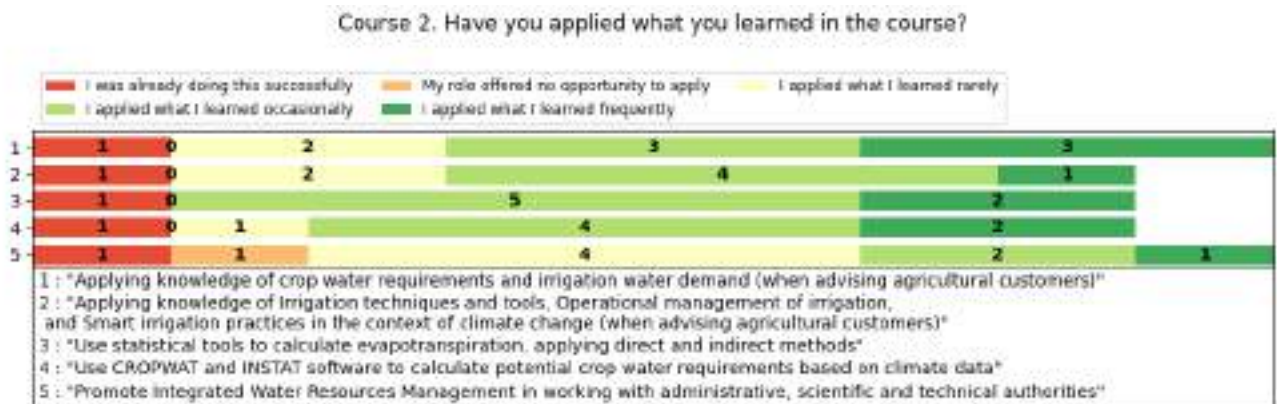 Course 2. Have you applied what you learned in the course?
I was already doing this successfully
My role offered no opportunity to apply
I applied what I learned rarely
I applied what I learned occasionally
I applied what I learned frequently
1 1 0 2 3 3
2 1 0 2 4 1
3 1 0 5 2
4 1 0 1 4 2
5 1 1 4 2 1
1 : "Applying knowledge of crop water requirements and irrigation water demand (when advising agricultural customers)"
2 : "Applying knowledge of Irrigation techniques and tools, Operational management of irrigation,
and Smart irrigation practices in the context of climate change (when advising agricultural customers)"
3 : "Use statistical tools to calculate evapotranspiration, applying direct and indirect methods"
4 : "Use CROPWAT and INSTAT software to calculate potential crop water requirements based on climate data"
5 : "Promote Integrated Water Resources Management in working with administrative, scientific and technical authorities"